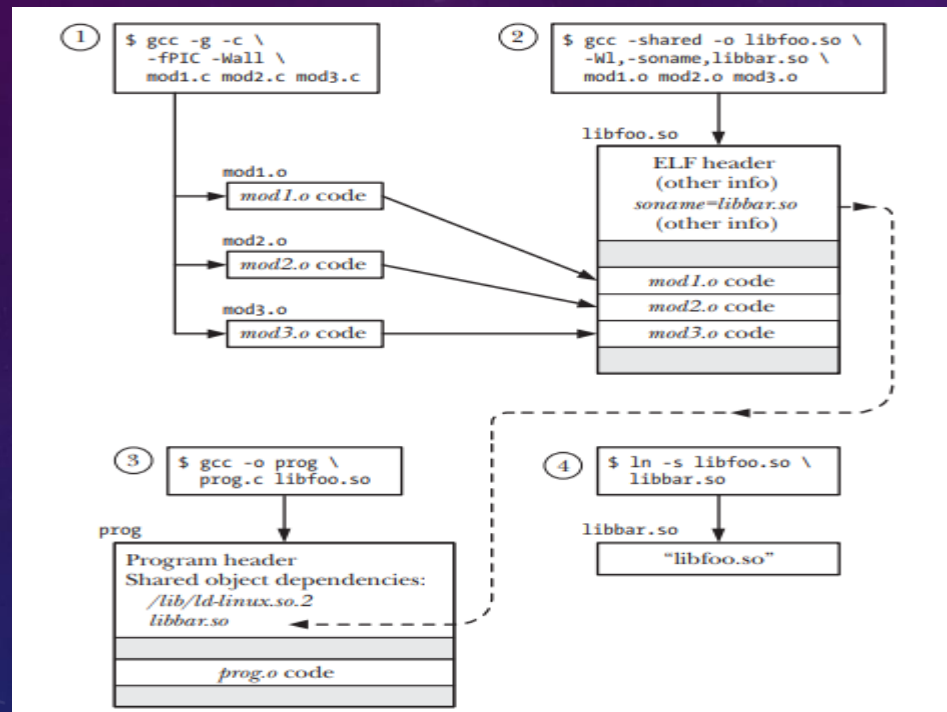 1
$ gcc -g -c \
-fPIC -Wall \
mod1.c mod2.c mod3.c
2
$ gcc -shared -o libfoo.so \
-Wl,-soname,libbar.so \
mod1.o mod2.o mod3.o
mod1.o
mod1.o code
mod2.o
mod2.o code
mod3.o
mod3.o code
libfoo.so
ELF header
(other info)
soname=libbar.so
(other info)
mod1.o code
mod2.o code
mod3.o code
3
$ gcc -o prog \
prog.c libfoo.so
prog
Program header
Shared object dependencies:
/lib/ld-linux.so.2
libbar.so
prog.o code
4
$ ln -s libfoo.so \
libbar.so
libbar.so
“libfoo.so”